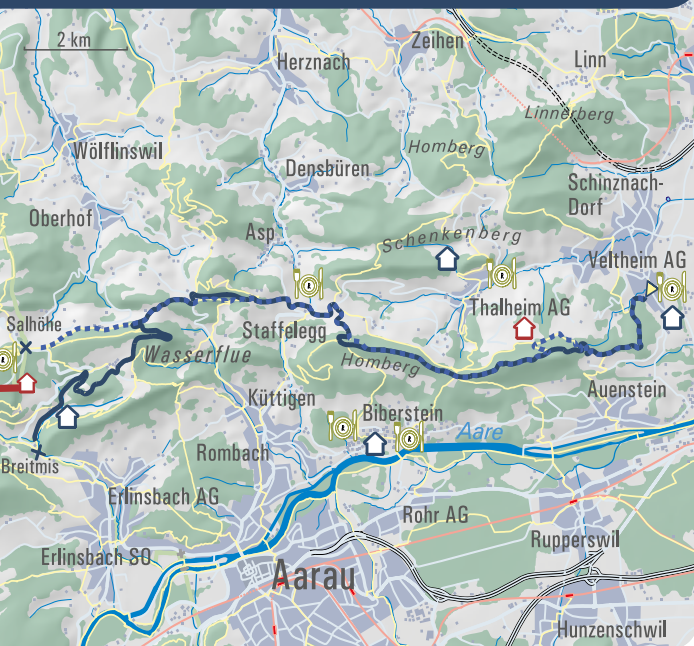 2 km
Zeihen
Herznach
Linn
Linnerberg
Wölflinswil
Homberg
Densbüren
Schinznach-
Dorf
Oberhof
Asp
Schenkenberg
Veltheim AG
Thalheim AG
Salhöhe
Staffelegg
Wasserflue
Homberg
Auenstein
Küttigen
Biberstein
Aare
Rombach
Breitmis
Erlinsbach AG
Rohr AG
Rupperswil
Erlinsbach SO
Aarau
Hunzenschwil